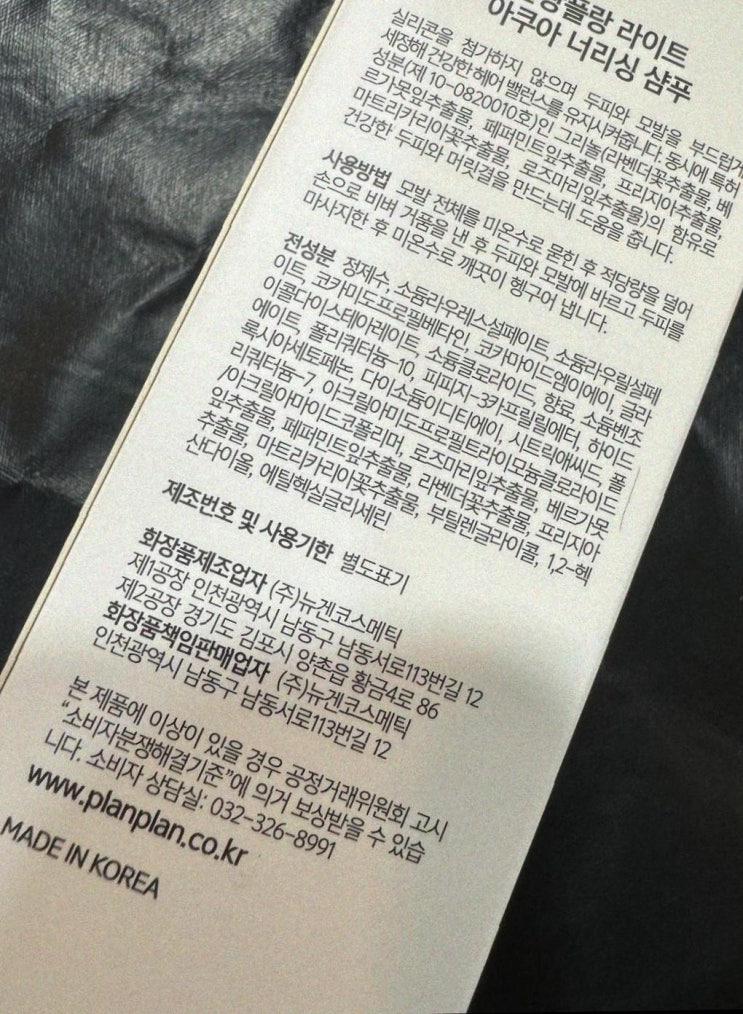 플랑 라이트
아쿠아 너리싱 샴푸
실리콘을 첨가하지 않으며 두피와 모발을 부드럽게
세정해 건강한 헤어 밸런스를 유지시켜줍니다. 동시에 특허
성분(제 10-0820010호)인 그리놀(라벤더꽃추출물, 베
르가못잎추출물, 페퍼민트잎추출물, 프리지아추출물,
마트리카리아꽃추출물, 로즈마리잎추출물)의 함유로
건강한 두피와 머릿결을 만드는데 도움을 줍니다.
사용방법 모발 전체를 미온수로 묻힌 후 적당량을 덜어
손으로 비벼 거품을 낸 후 두피와 모발에 바르고 두피를
마사지한 후 미온수로 깨끗이 헹구어 냅니다.
전성분 정제수, 소듐라우레스설페이트, 소듐라우릴설페
이트, 코카미도프로필베타인, 코카마이드엠이에이, 글라
이콜다이스테아레이트, 소듐클로라이드, 향료, 소듐벤조
에이트, 폴리쿼터늄-10, 피피지-3카프릴릴에터, 하이드
록시아세토페논, 다이소듐이디티에이, 시트릭애씨드, 폴
리쿼터늄-7, 아크릴아미도프로필트라이모늄클로라이드
/아크릴아마이드코폴리머, 로즈마리잎추출물, 베르가못
잎추출물, 페퍼민트잎추출물, 라벤더꽃추출물, 프리지아
추출물, 마트리카리아꽃추출물, 부틸렌글라이콜, 1,2-헥
산다이올, 에틸헥실글리세린
제조번호 및 사용기한 별도표기
화장품제조업자 (주)뉴겐코스메틱
제1공장 인천광역시 남동구 남동서로113번길 12
제2공장 경기도 김포시 양촌읍 황금4로 86
화장품책임판매업자 (주)뉴겐코스메틱
인천광역시 남동구 남동서로113번길 12
본 제품에 이상이 있을 경우 공정거래위원회 고시
“소비자분쟁해결기준”에 의거 보상받을 수 있습
니다. 소비자 상담실: 032-326-8991
www.planplan.co.kr
MADE IN KOREA